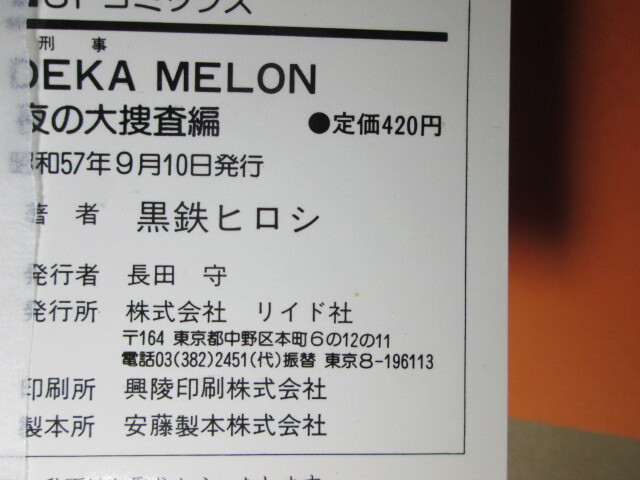 コミックス
刑事
DEKA MELON
夜の大捜査編 ●定価420円
昭和57年9月10日発行
著者 黒鉄ヒロシ
発行者 長田 守
発行所 株式会社 リイド社
〒164 東京都中野区本町6の12の11
電話03(382)2451(代)振替 東京8-196113
印刷所 興陵印刷株式会社
製本所 安藤製本株式会社